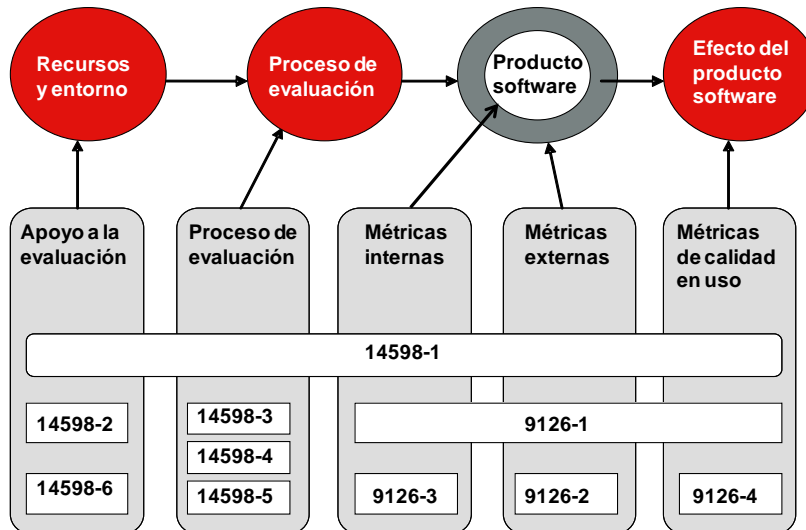 Recursos
y entorno
Proceso de
evaluación
Producto
software
Efecto del
producto
software
Apoyo a la
evaluación
Proceso de
evaluación
Métricas
internas
Métricas
externas
Métricas
de calidad
en uso
14598-1
14598-2
14598-3
9126-1
14598-4
14598-6
14598-5
9126-3
9126-2
9126-4